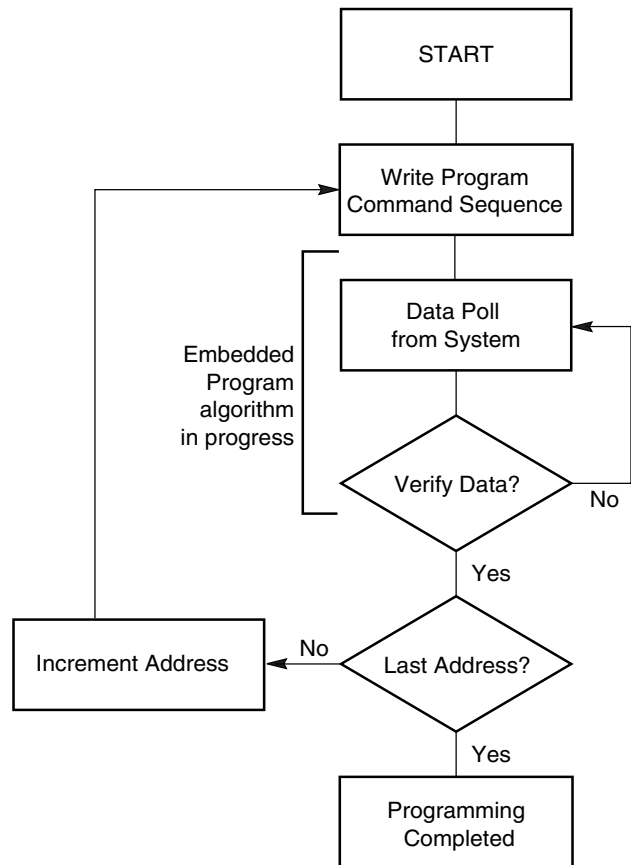 START
Write Program
Command Sequence
Data Poll
from System
Embedded
Program
algorithm
in progress
Verify Data?
No
Yes
No
Increment Address
Last Address?
Yes
Programming
Completed